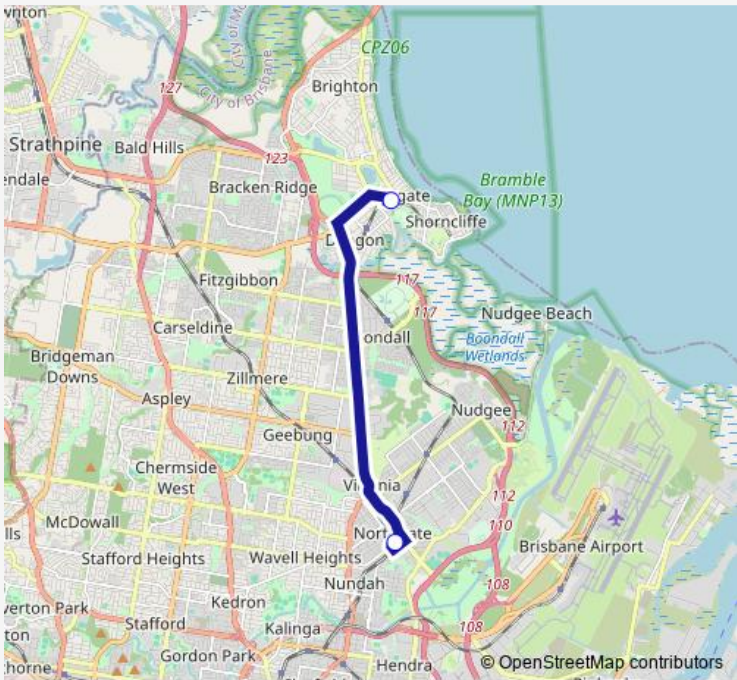 CPZ06
City of Brisbane
127
Brighton
Strathpine
Bald Hills
123
Bracken Ridge
gate
Bramble
Bay (MNP13)
Shorncliffe
Fitzgibbon
117
117
Nudgee Beach
Carseldine
Boondall
Wetlands
Bridgeman
Downs
Zillmere
Aspley
Nudgee
112
Geebung
Chermside
West
112
McDowall
110
Stafford Heights
Wavell Heights
Brisbane Airport
Nundah
108
Kedron
Stafford
Kalinga
108
Gordon Park
Hendra
© OpenStreetMap contributors